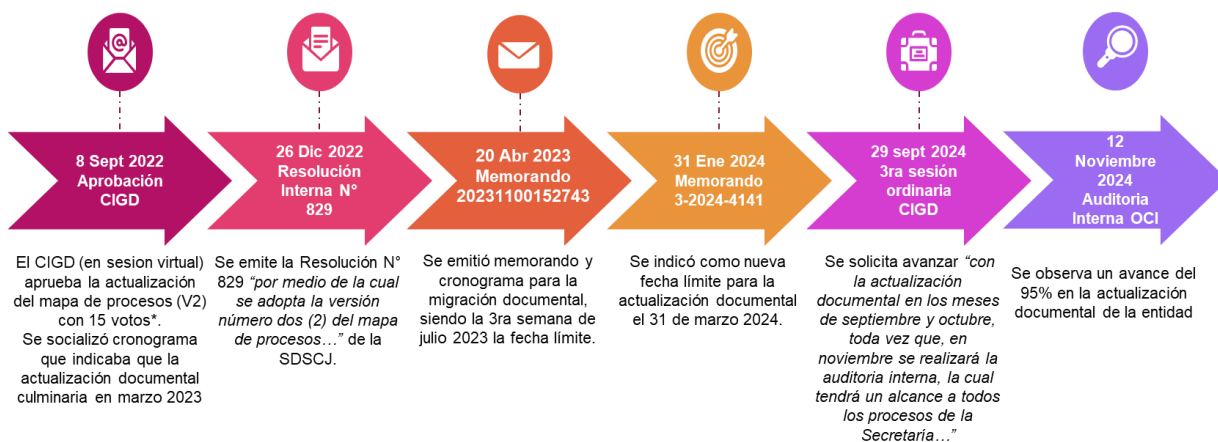 8 Sept 2022
Aprobación
CIGD
26 Dic 2022
Resolución
Interna N°
829
20 Abr 2023
Memorando
20231100152743
31 Ene 2024
Memorando
3-2024-4141
29 sept 2024
3ra sesión
ordinaria
CIGD
12
Noviembre
2024
Auditoria
Interna OCI
El CIGD (en sesion virtual)
aprueba la actualización
del mapa de procesos (V2)
con 15 votos*.
Se socializó cronograma
que indicaba que la
actualización documental
culminaria en marzo 2023
Se emite la Resolución N°
829 “por medio de la cual
se adopta la versión
número dos (2) del mapa
de procesos…” de la
SDSCJ.
Se emitió memorando y
cronograma para la
migración documental,
siendo la 3ra semana de
julio 2023 la fecha límite.
Se indicó como nueva
fecha límite para la
actualización documental
el 31 de marzo 2024.
Se solicita avanzar “con
la actualización
documental en los meses
de septiembre y octubre,
toda vez que, en
noviembre se realizará la
auditoria interna, la cual
tendrá un alcance a todos
los procesos de la
Secretaría…”
Se observa un avance del
95% en la actualización
documental de la entidad